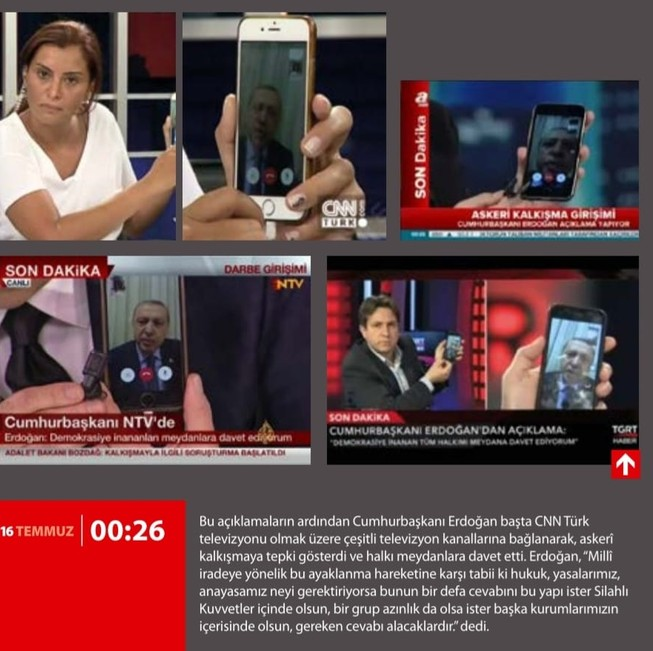 CNN
TÜRK
SON Dakika
ASKERİ KALKIŞMA GİRİŞİMİ
CUMHURBAŞKANI ERDOĞAN AÇIKLAMA YAPIYOR
SON DAKİKA
DARBE GİRİŞİMİ
CANLI
NTV
Cumhurbaşkanı NTV'de
Erdoğan: Demokrasiye inananları meydanlara davet ediyorum
ADALET BAKANI BOZDAĞ: KALKIŞMAYLA İLGİLİ SORUŞTURMA BAŞLATILDI
SON DAKİKA
CUMHURBAŞKANI ERDOĞAN'DAN AÇIKLAMA:
"DEMOKRASİYE İNANAN TÜM HALKIMI MEYDANA DAVET EDİYORUM"
TGRT
HABER
16 TEMMUZ 00:26
Bu açıklamaların ardından Cumhurbaşkanı Erdoğan başta CNN Türk
televizyonu olmak üzere çeşitli televizyon kanallarına bağlanarak, askerî
kalkışmaya tepki gösterdi ve halkı meydanlara davet etti. Erdoğan, “Millî
iradeye yönelik bu ayaklanma hareketine karşı tabii ki hukuk, yasalarımız,
anayasamız neyi gerektiriyorsa bunun bir defa cevabını bu yapı ister Silahlı
Kuvvetler içinde olsun, bir grup azınlık da olsa ister başka kurumlarımızın
içerisinde olsun, gereken cevabı alacaklardır.” dedi.